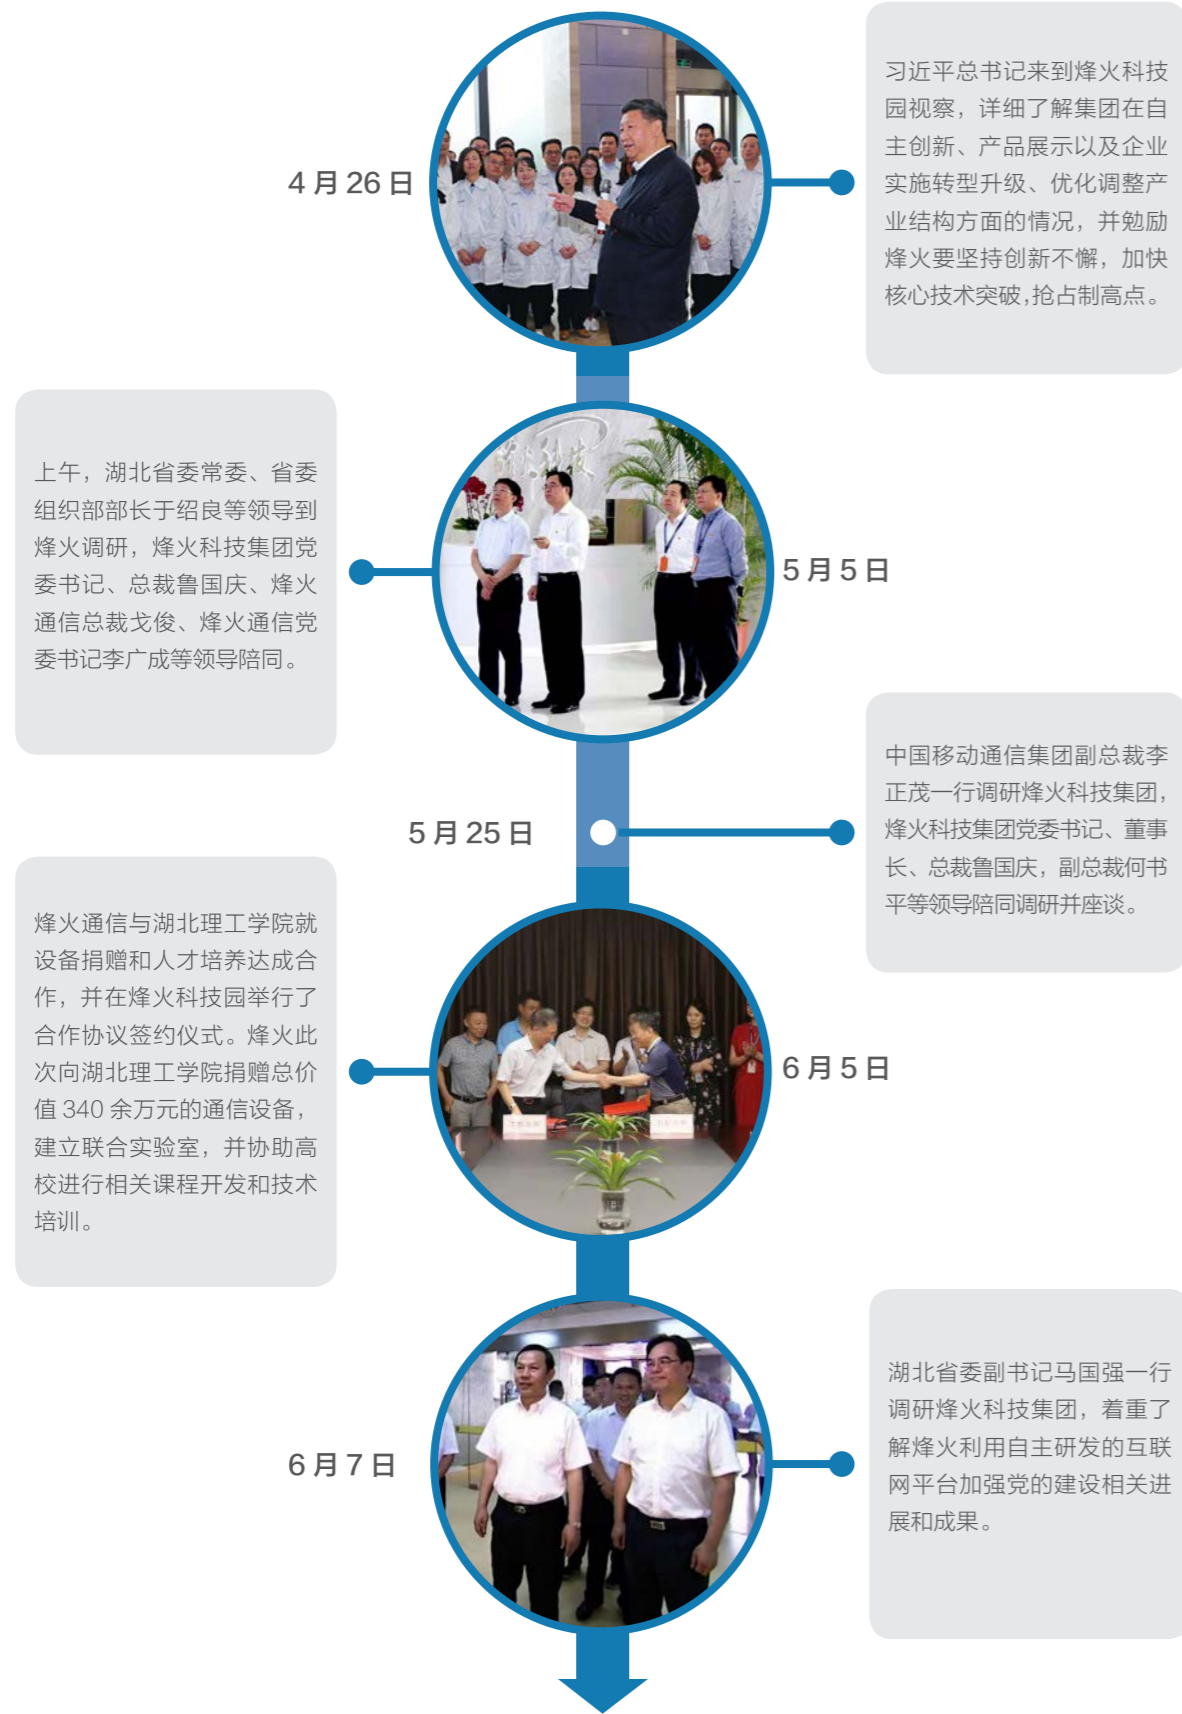 4月26日
习近平总书记来到烽火科技
园视察，详细了解集团在自
主创新、产品展示以及企业
实施转型升级、优化调整产
业结构方面的情况，并勉励
烽火要坚持创新不懈，加快
核心技术突破，抢占制高点。
上午，湖北省委常委、省委
组织部部长于绍良等领导到
烽火调研，烽火科技集团党
委书记、总裁鲁国庆、烽火
通信总裁戈俊、烽火通信党
委书记李广成等领导陪同。
5月5日
5月25日
中国移动通信集团副总裁李
正茂一行调研烽火科技集团，
烽火科技集团党委书记、董事
长、总裁鲁国庆，副总裁何书
平等领导陪同调研并座谈。
烽火通信与湖北理工学院就
设备捐赠和人才培养达成合
作，并在烽火科技园举行了
合作协议签约仪式。烽火此
次向湖北理工学院捐赠总价
值 340 余万元的通信设备，
建立联合实验室，并协助高
校进行相关课程开发和技术
培训。
6月5日
6月7日
湖北省委副书记马国强一行
调研烽火科技集团，着重了
解烽火利用自主研发的互联
网平台加强党的建设相关进
展和成果。